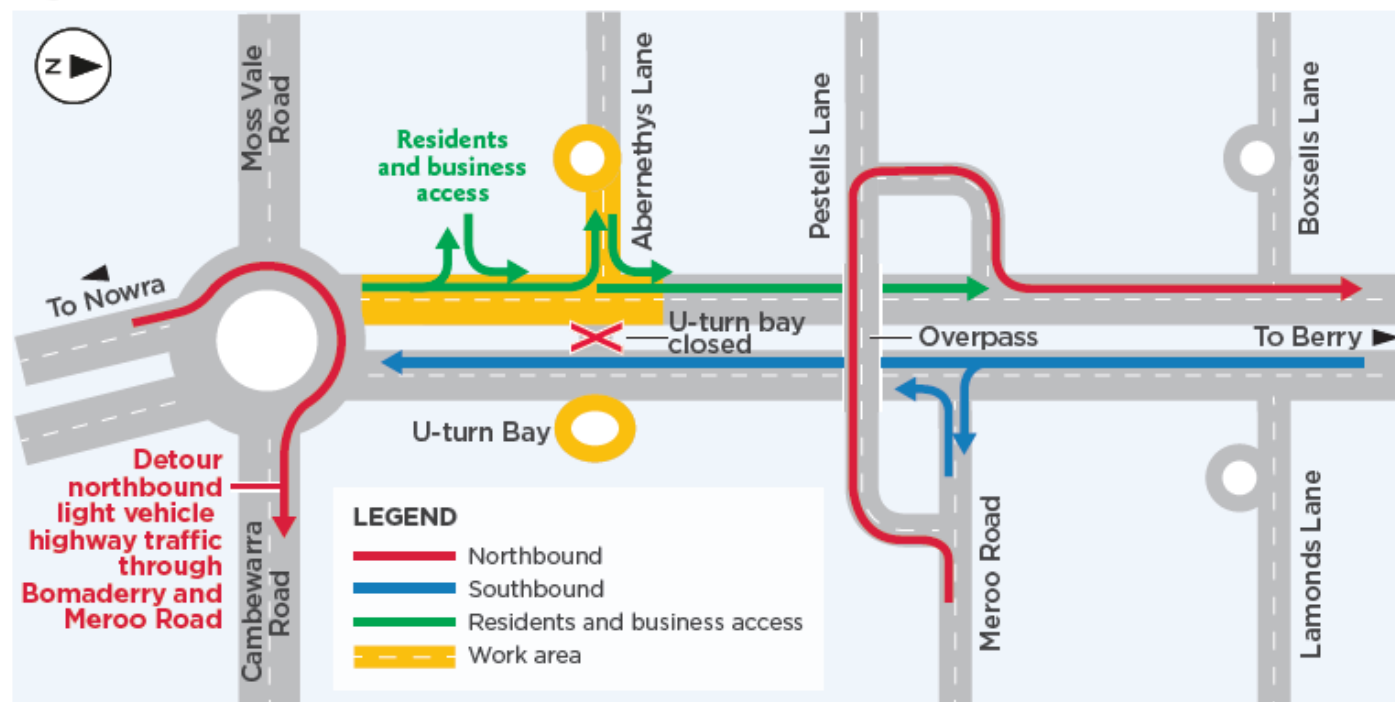 N
Moss Vale
Road
Residents
and business
access
Abernethys Lane
Pestells Lane
Boxsells Lane
To Nowra
U-turn bay
closed
Overpass
To Berry
U-turn Bay
Detour
northbound
light vehicle
highway traffic
through
Bomaderry and
Meroo Road
Cambewarra
Road
LEGEND
Northbound
Southbound
Residents and business access
Work area
Meroo Road
Lamonds Lane